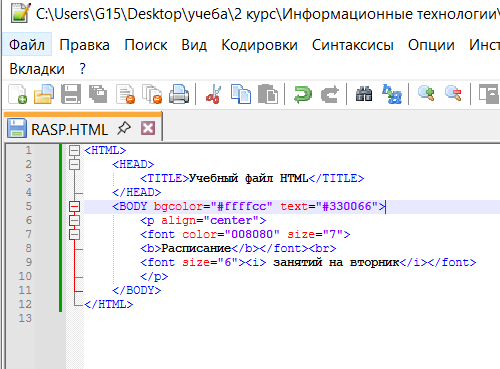 C:\Users\G15\Desktop\учеба\2 курс\Информационные технологии\
Файл Правка Поиск Вид Кодировки Синтаксисы Опции Инст
Вкладки ?
RASP.HTML
1 <HTML>
2 <HEAD>
3 <TITLE>Учебный файл HTML</TITLE>
4 </HEAD>
5 <BODY bgcolor="#ffffcc" text="#330066">
6 <p align="center">
7 <font color="008080" size="7">
8 <b>Расписание</b></font><br>
9 <font size="6"><i> занятий на вторник</i></font>
10 </p>
11 </BODY>
12 </HTML>
13